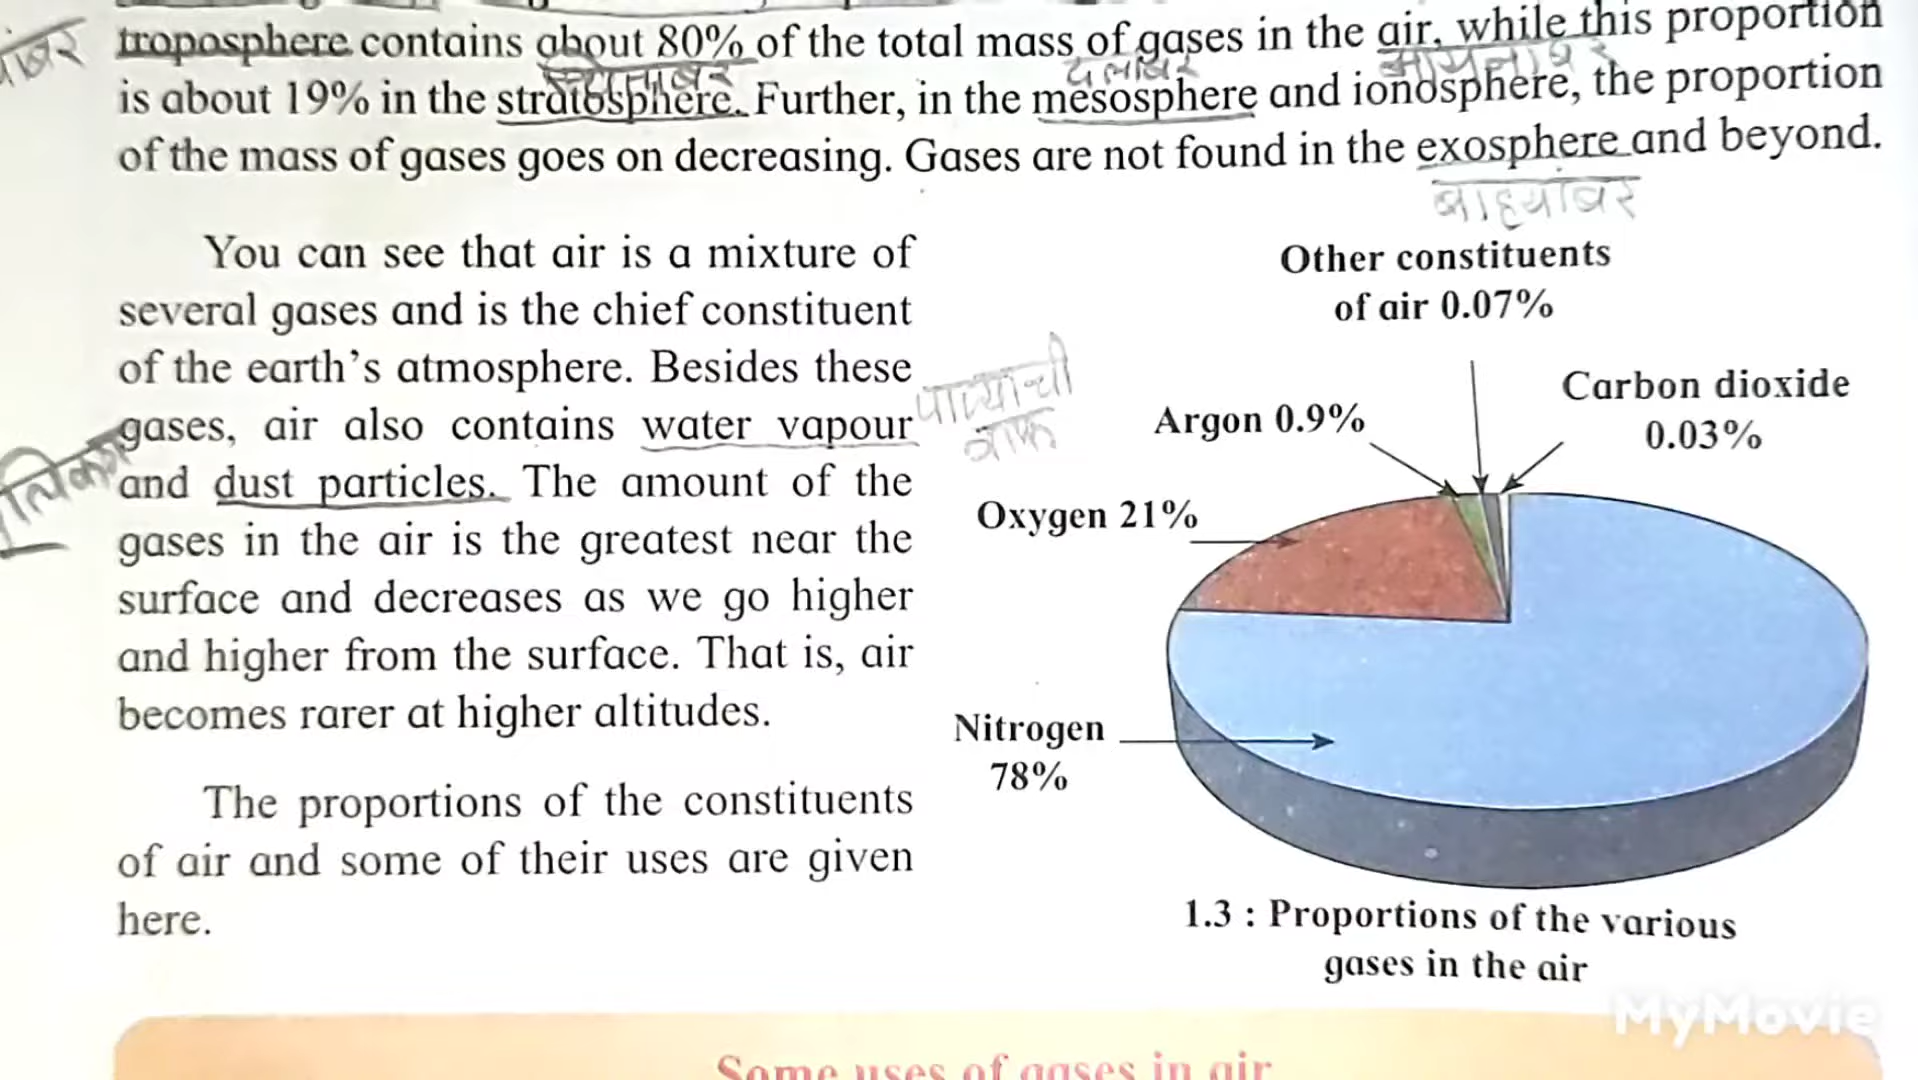 troposphere contains about 80% of the total mass of gases in the air, while this proportion
स्थितांबर दलांबर आयनांबर
is about 19% in the stratosphere. Further, in the mesosphere and ionosphere, the proportion
of the mass of gases goes on decreasing. Gases are not found in the exosphere and beyond.
बाह्यांबर
You can see that air is a mixture of
several gases and is the chief constituent
of the earth's atmosphere. Besides these
gases, air also contains water vapour
and dust particles. The amount of the
gases in the air is the greatest near the
surface and decreases as we go higher
and higher from the surface. That is, air
becomes rarer at higher altitudes.
The proportions of the constituents
of air and some of their uses are given
here.
पाण्याची
वाफ
Other constituents
of air 0.07%
Carbon dioxide
0.03%
Argon 0.9%
Oxygen 21%
Nitrogen
78%
1.3 : Proportions of the various
gases in the air
MyMovie
Some uses of gases in air